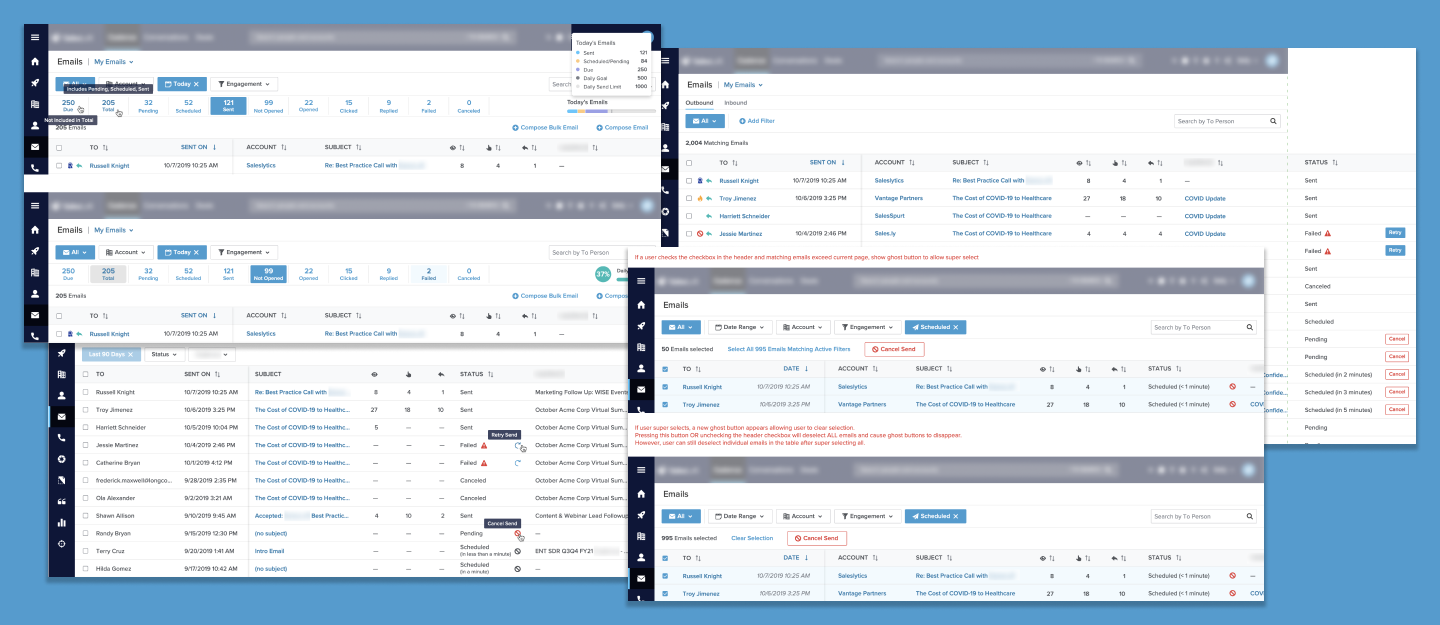 Emails | My Emails
All Account Today ✕ Engagement Search
Includes Pending, Scheduled, Sent
250 205 32 52 121 99 22 15 9 2 0
Due Total Pending Scheduled Sent Not Opened Opened Clicked Replied Failed Canceled
Not Included in Total
205 Emails
Compose Bulk Email Compose Email
Today's Emails
Today's Emails
Sent 121
Scheduled/Pending 84
Due 250
Daily Goal 500
Daily Send Limit 1000
TO SENT ON ACCOUNT SUBJECT
Russell Knight 10/7/2019 10:25 AM Saleslytics Re: Best Practice Call with 8 4 1 —
Emails | My Emails
All Account Today ✕ Engagement Search by To Person
250 205 32 52 121 99 22 15 9 2 0
Due Total Pending Scheduled Sent Not Opened Opened Clicked Replied Failed Canceled
37%
205 Emails
Compose Bulk Email
TO SENT ON ACCOUNT SUBJECT
Russell Knight 10/7/2019 10:25 AM Saleslytics Re: Best Practice Call with 8 4 1 —
Last 90 Days ✕ Status
TO SENT ON SUBJECT STATUS
Russell Knight 10/7/2019 10:25 AM Re: Best Practice Call with 8 4 1 Sent Marketing Follow Up: WISE Event
Troy Jimenez 10/6/2019 3:25 PM The Cost of COVID-19 to Healthc... 27 18 10 Sent October Acme Corp Virtual Sum...
Harriett Schneider 10/5/2019 10:04 PM The Cost of COVID-19 to Healthc... 5 — — Sent October Acme Corp Virtual Sum...
Retry Send
Jessie Martinez 10/4/2019 2:46 PM The Cost of COVID-19 to Healthc... — — — Failed October Acme Corp Virtual Sum...
Catherine Bryan 10/1/2019 4:12 PM The Cost of COVID-19 to Healthc... — — — Failed October Acme Corp Virtual Sum...
frederick.maxwell@longco... 9/28/2019 2:35 PM The Cost of COVID-19 to Healthc... — — — Canceled October Acme Corp Virtual Sum...
Ola Alexander 9/2/2019 3:21 AM The Cost of COVID-19 to Healthc... — — — Canceled October Acme Corp Virtual Sum...
Shawn Allison 9/10/2019 9:45 AM Accepted: Best Practic... 4 10 2 Sent Content & Webinar Lead Followup
Cancel Send
Randy Bryan 9/15/2019 12:30 PM (no subject) — — — Pending —
Terry Cruz 9/20/2019 1:41 AM Intro Email — — — Scheduled (in less than a minute) ENT SDR Q3Q4 FY21 - ...
Hilda Gomez 9/17/2019 10:42 AM (no subject) — — — Scheduled (in a minute) —
Emails | My Emails
Outbound Inbound
All Add Filter Search by To Person
2,004 Matching Emails
TO SENT ON ACCOUNT SUBJECT STATUS
Russell Knight 10/7/2019 10:25 AM Saleslytics Re: Best Practice Call with 8 4 1 — Sent
Troy Jimenez 10/6/2019 3:25 PM Vantage Partners The Cost of COVID-19 to Healthcare 27 18 10 COVID Update Sent
Harriett Schneider SalesSpurt The Cost of COVID-19 to Healthcare — — — COVID Update Sent
Jessie Martinez 10/4/2019 2:46 PM Sales.ly The Cost of COVID-19 to Healthcare 4 4 4 COVID Update Failed Retry
Failed Retry
Sent
Canceled
Sent
Scheduled
Pending Cancel
Pending Cancel
Confide... Scheduled (in 2 minutes) Cancel
Confide... Scheduled (in 3 minutes) Cancel
Confide... Scheduled (in 5 minutes) Cancel
Pending
If a user checks the checkbox in the header and matching emails exceed current page, show ghost button to allow super select
Emails
All Date Range Account Engagement Scheduled ✕ Search by To Person
50 Emails selected Select All 995 Emails Matching Active Filters Cancel Send
TO DATE ACCOUNT SUBJECT STATUS
Russell Knight 10/7/2019 10:25 AM Saleslytics Re: Best Practice Call with 8 4 1 Scheduled (< 1 minute) —
Troy Jimenez 10/6/2019 3:25 PM Vantage Partners The Cost of COVID-19 to Healthcare 27 18 10 Scheduled (< 1 minute) COV
If user super selects, a new ghost button appears allowing user to clear selection.
Pressing this button OR unchecking the header checkbox will deselect ALL emails and cause ghost buttons to disappear.
However, user can still deselect individual emails in the table after super selecting all.
Emails
All Date Range Account Engagement Scheduled ✕ Search by To Person
995 Emails selected Clear Selection Cancel Send
TO DATE ACCOUNT SUBJECT STATUS
Russell Knight 10/7/2019 10:25 AM Saleslytics Re: Best Practice Call with 8 4 1 Scheduled (< 1 minute) —
Troy Jimenez 10/6/2019 3:25 PM Vantage Partners The Cost of COVID-19 to Healthcare 27 18 10 Scheduled (< 1 minute) COV